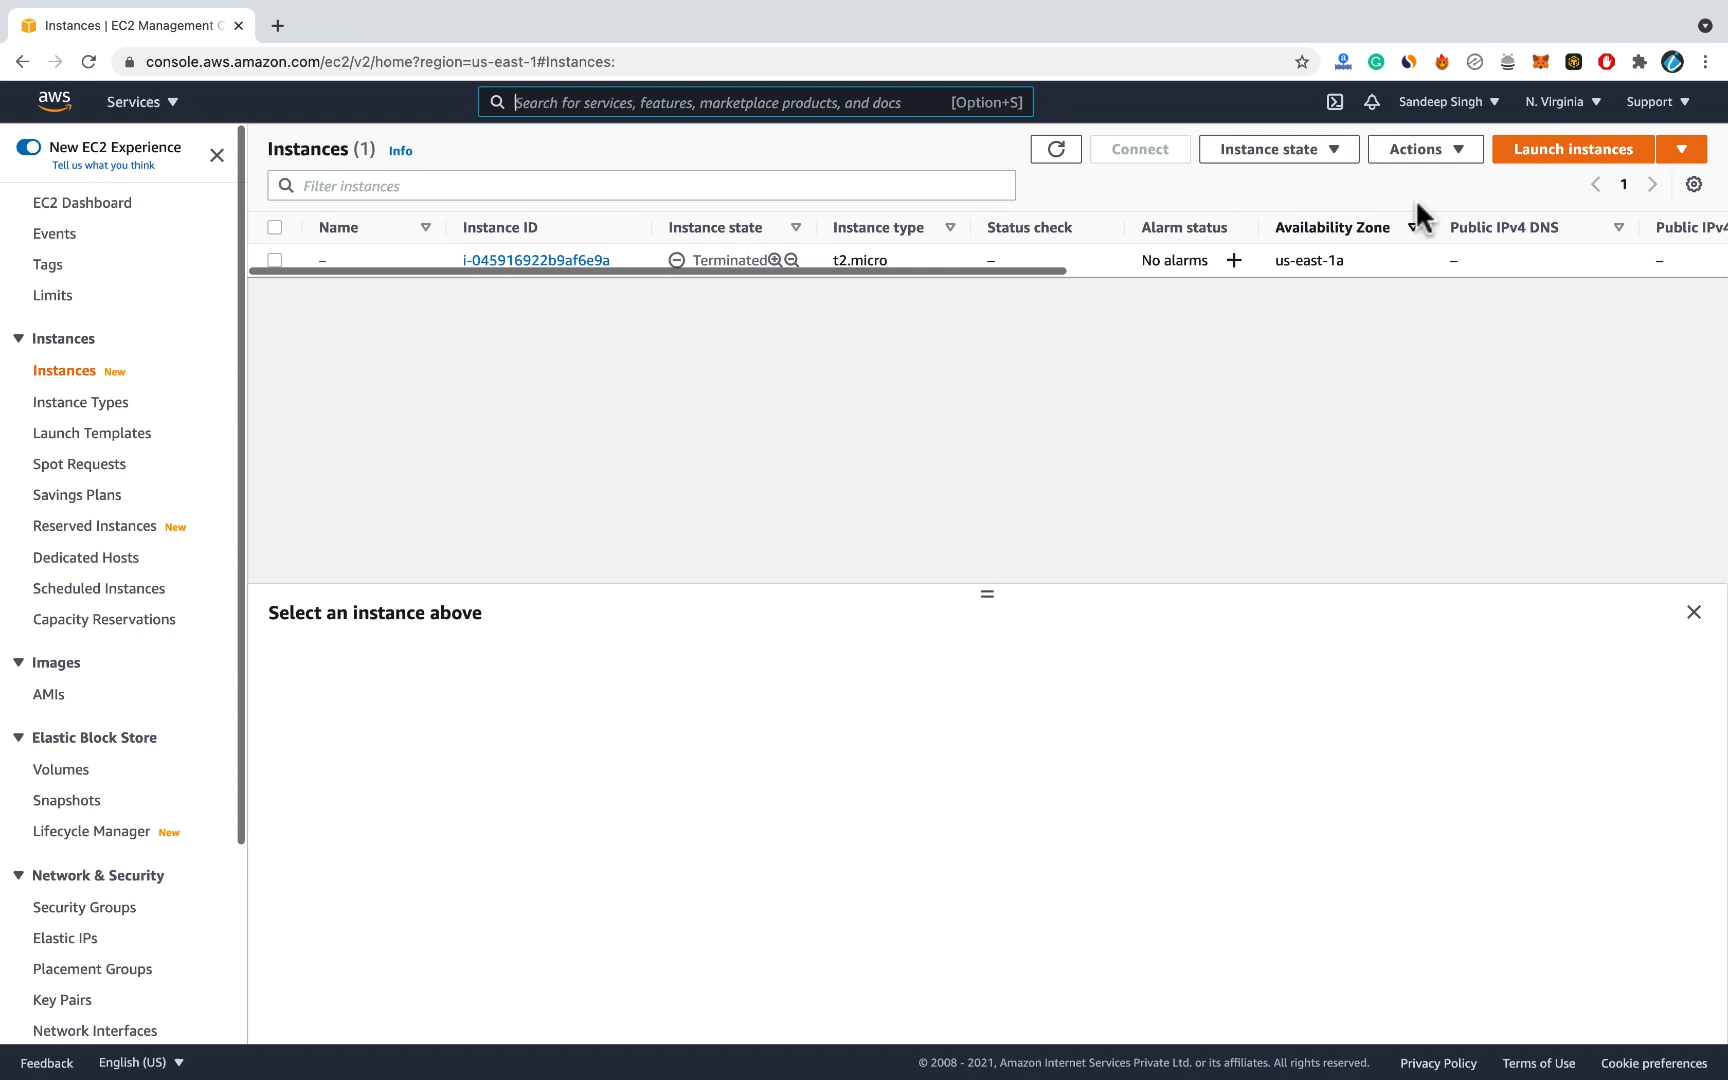 Instances | EC2 Management C
console.aws.amazon.com/ec2/v2/home?region=us-east-1#Instances:
aws
Services
Search for services, features, marketplace products, and docs
[Option+S]
Sandeep Singh
N. Virginia
Support
New EC2 Experience
Tell us what you think
EC2 Dashboard
Events
Tags
Limits
Instances
Instances New
Instance Types
Launch Templates
Spot Requests
Savings Plans
Reserved Instances New
Dedicated Hosts
Scheduled Instances
Capacity Reservations
Images
AMIs
Elastic Block Store
Volumes
Snapshots
Lifecycle Manager New
Network & Security
Security Groups
Elastic IPs
Placement Groups
Key Pairs
Network Interfaces
Instances (1) Info
Connect
Instance state
Actions
Launch instances
Filter instances
1
Name Instance ID Instance state Instance type Status check Alarm status Availability Zone Public IPv4 DNS Public IPv4
– i-045916922b9af6e9a Terminated t2.micro – No alarms + us-east-1a – –
Select an instance above
Feedback
English (US)
© 2008 - 2021, Amazon Internet Services Private Ltd. or its affiliates. All rights reserved.
Privacy Policy
Terms of Use
Cookie preferences